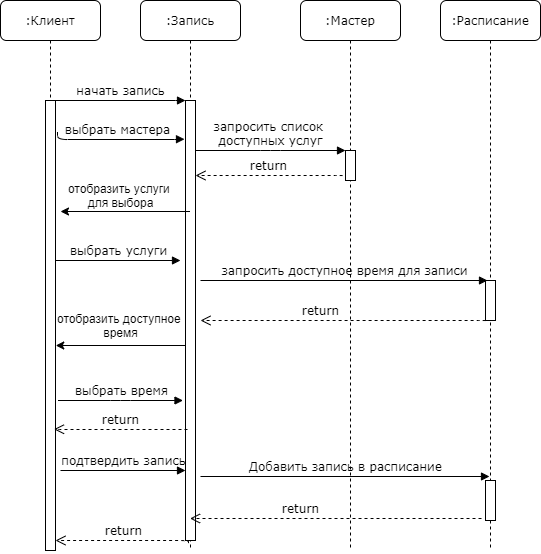 :Клиент
:Запись
:Мастер
:Расписание
начать запись
выбрать мастера
запросить список
доступных услуг
return
отобразить услуги
для выбора
выбрать услуги
запросить доступное время для записи
return
отобразить доступное
время
выбрать время
return
подтвердить запись
Добавить запись в расписание
return
return